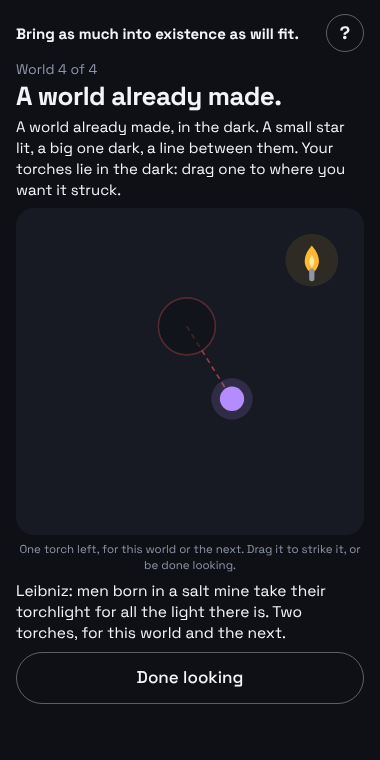 Bring as much into existence as will fit.
?
World 4 of 4
A world already made.
A world already made, in the dark. A small star
lit, a big one dark, a line between them. Your
torches lie in the dark: drag one to where you
want it struck.
One torch left, for this world or the next. Drag it to strike it, or
be done looking.
Leibniz: men born in a salt mine take their
torchlight for all the light there is. Two
torches, for this world and the next.
Done looking